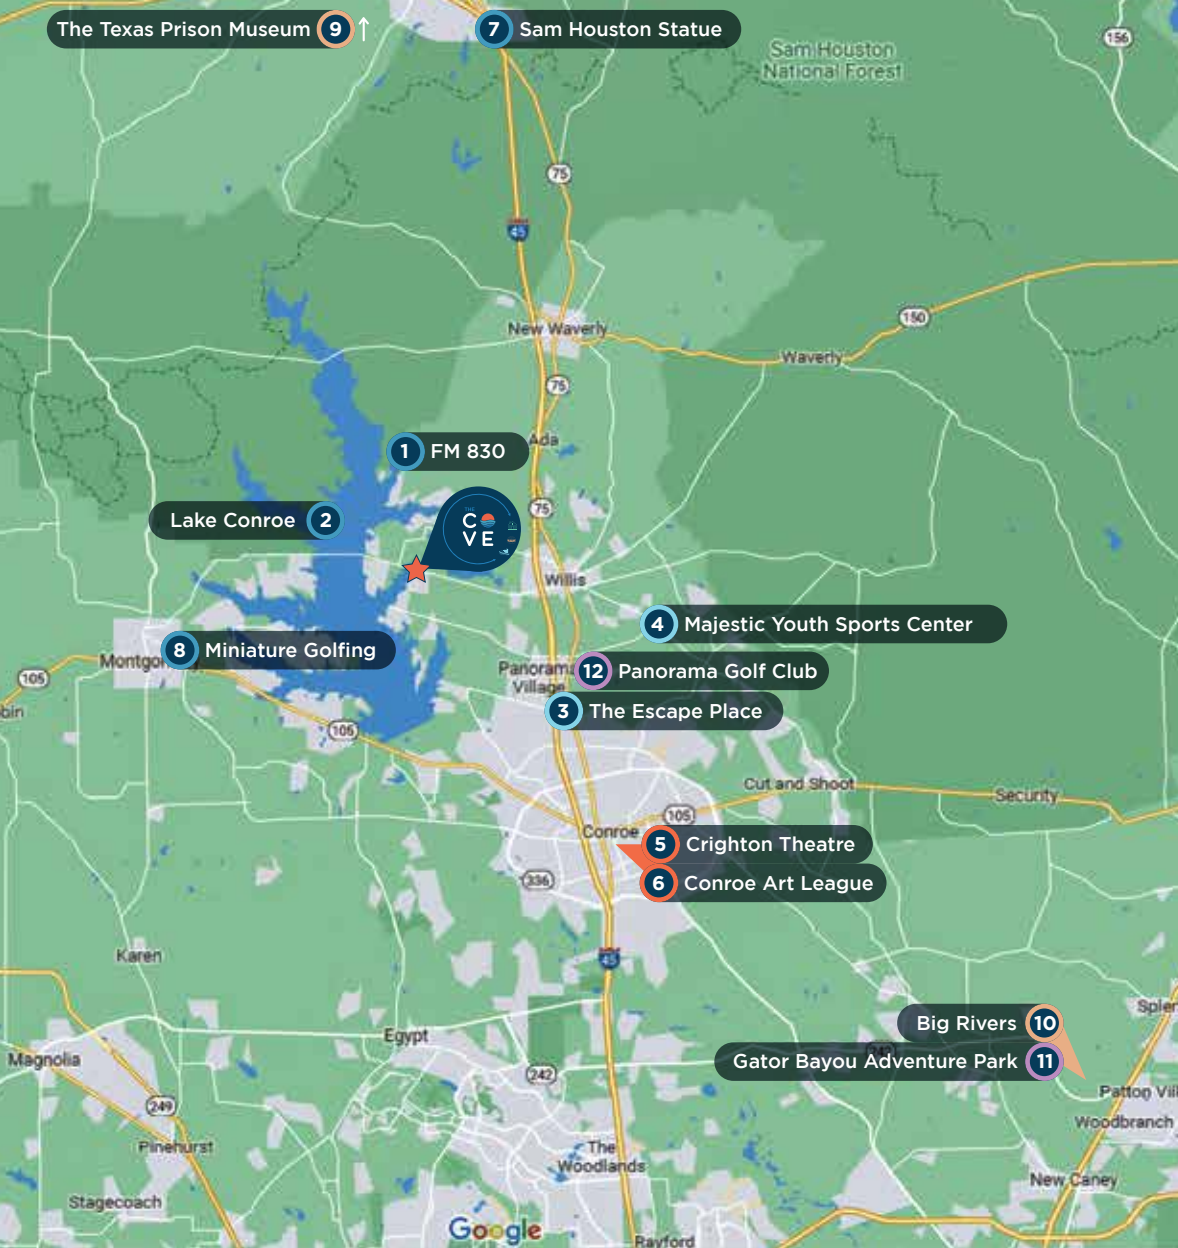 The Texas Prison Museum 9 ↑
7 Sam Houston Statue
156
Sam Houston
National Forest
75
45
150
New Waverly
Waverly
75
1 FM 830
Ada
Lake Conroe 2
75
C VE
Willis
4 Majestic Youth Sports Center
8 Miniature Golfing
Montgo
Panorama
Village
12 Panorama Golf Club
105
bin
3 The Escape Place
105
Cut and Shoot
Security
105
Conroe
5 Crighton Theatre
336
6 Conroe Art League
Karen
45
Splen
Big Rivers 10
Egypt
242
Gator Bayou Adventure Park 11
Magnolia
242
Patton Vill
249
Woodbranch
Pinehurst
The
Woodlands
New Caney
Stagecoach
Google
Rayford